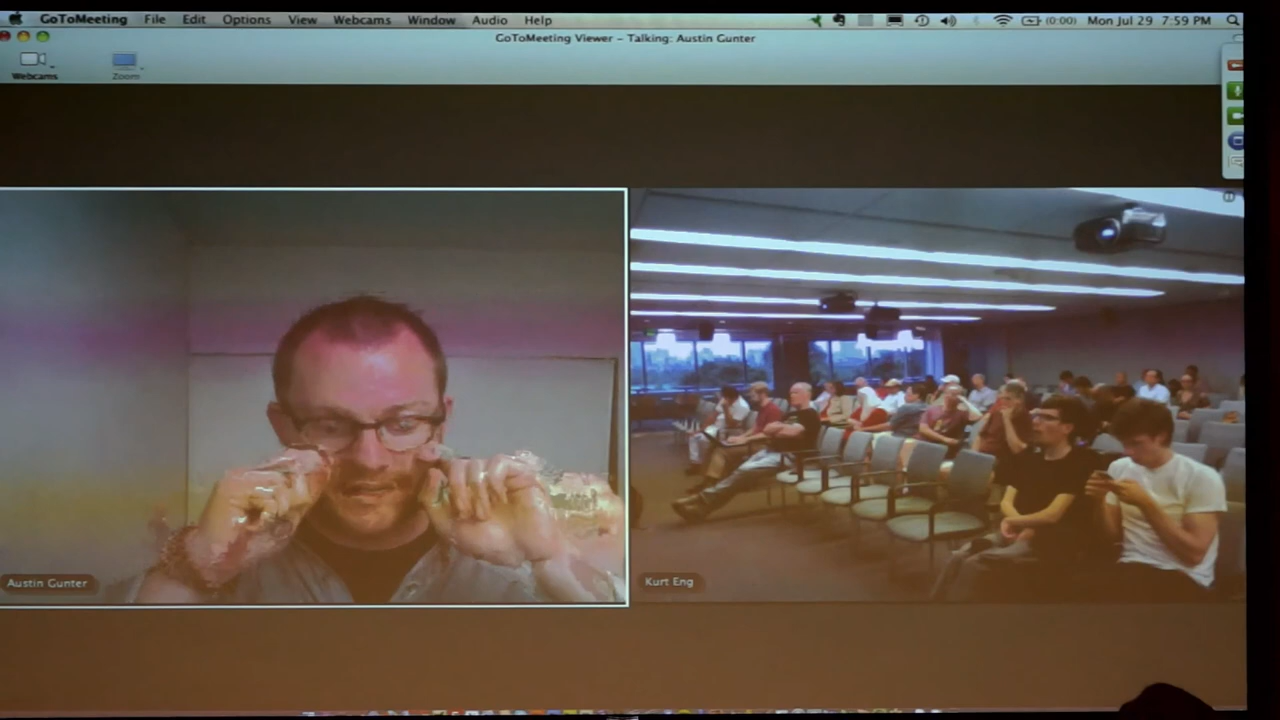 GoToMeeting File Edit Options View Webcams Window Audio Help (0:00) Mon Jul 29 7:59 PM
GoToMeeting Viewer – Talking: Austin Gunter
Webcams Zoom
Austin Gunter
Kurt Eng